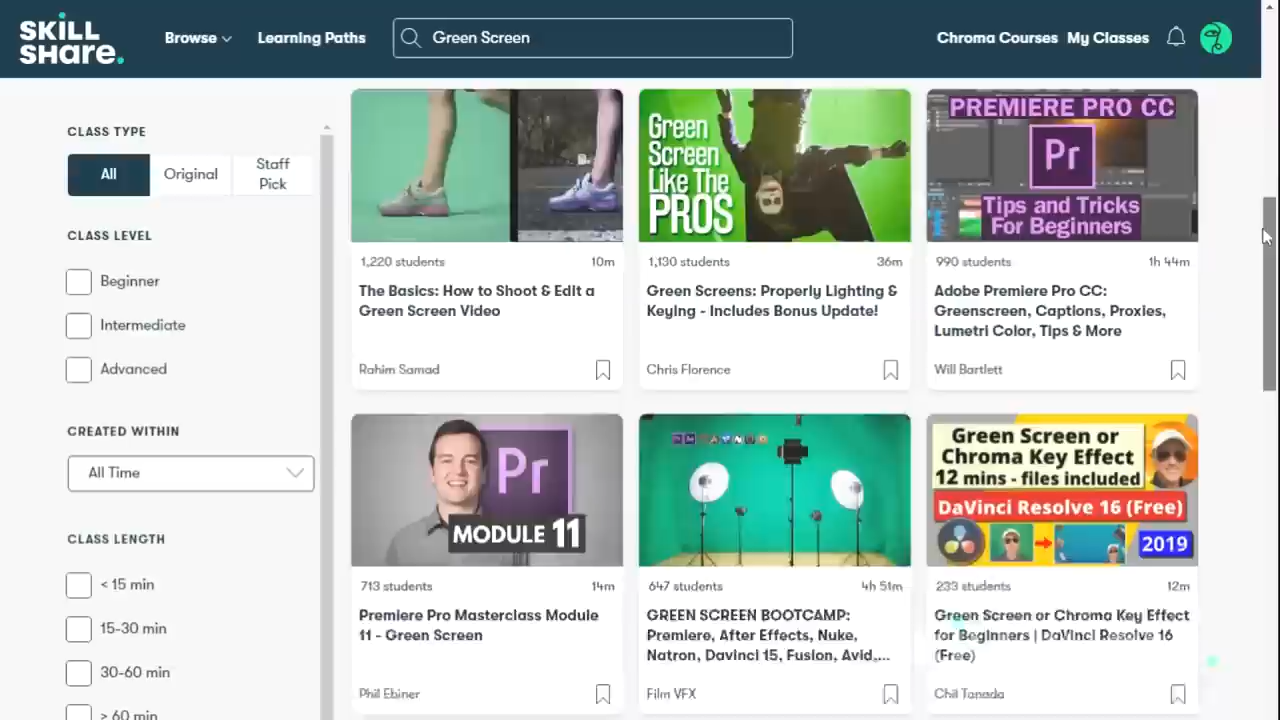 SKILL
SHARE.
Browse
Learning Paths
Green Screen
Chroma Courses
My Classes
CLASS TYPE
All
Original
Staff
Pick
CLASS LEVEL
Beginner
Intermediate
Advanced
CREATED WITHIN
All Time
CLASS LENGTH
< 15 min
15-30 min
30-60 min
> 60 min
1,220 students 10m
The Basics: How to Shoot & Edit a
Green Screen Video
Rahim Samad
Green
Screen
Like The
PROS
1,130 students 36m
Green Screens: Properly Lighting &
Keying - Includes Bonus Update!
Chris Florence
PREMIERE PRO CC
Pr
Tips and Tricks
For Beginners
990 students 1h 44m
Adobe Premiere Pro CC:
Greenscreen, Captions, Proxies,
Lumetri Color, Tips & More
Will Bartlett
Pr
MODULE 11
713 students 14m
Premiere Pro Masterclass Module
11 - Green Screen
Phil Ebiner
647 students 4h 51m
GREEN SCREEN BOOTCAMP:
Premiere, After Effects, Nuke,
Natron, Davinci 15, Fusion, Avid,...
Film VFX
Green Screen or
Chroma Key Effect
12 mins - files included
DaVinci Resolve 16 (Free)
2019
233 students 12m
Green Screen or Chroma Key Effect
for Beginners | DaVinci Resolve 16
(Free)
Chil Tanada